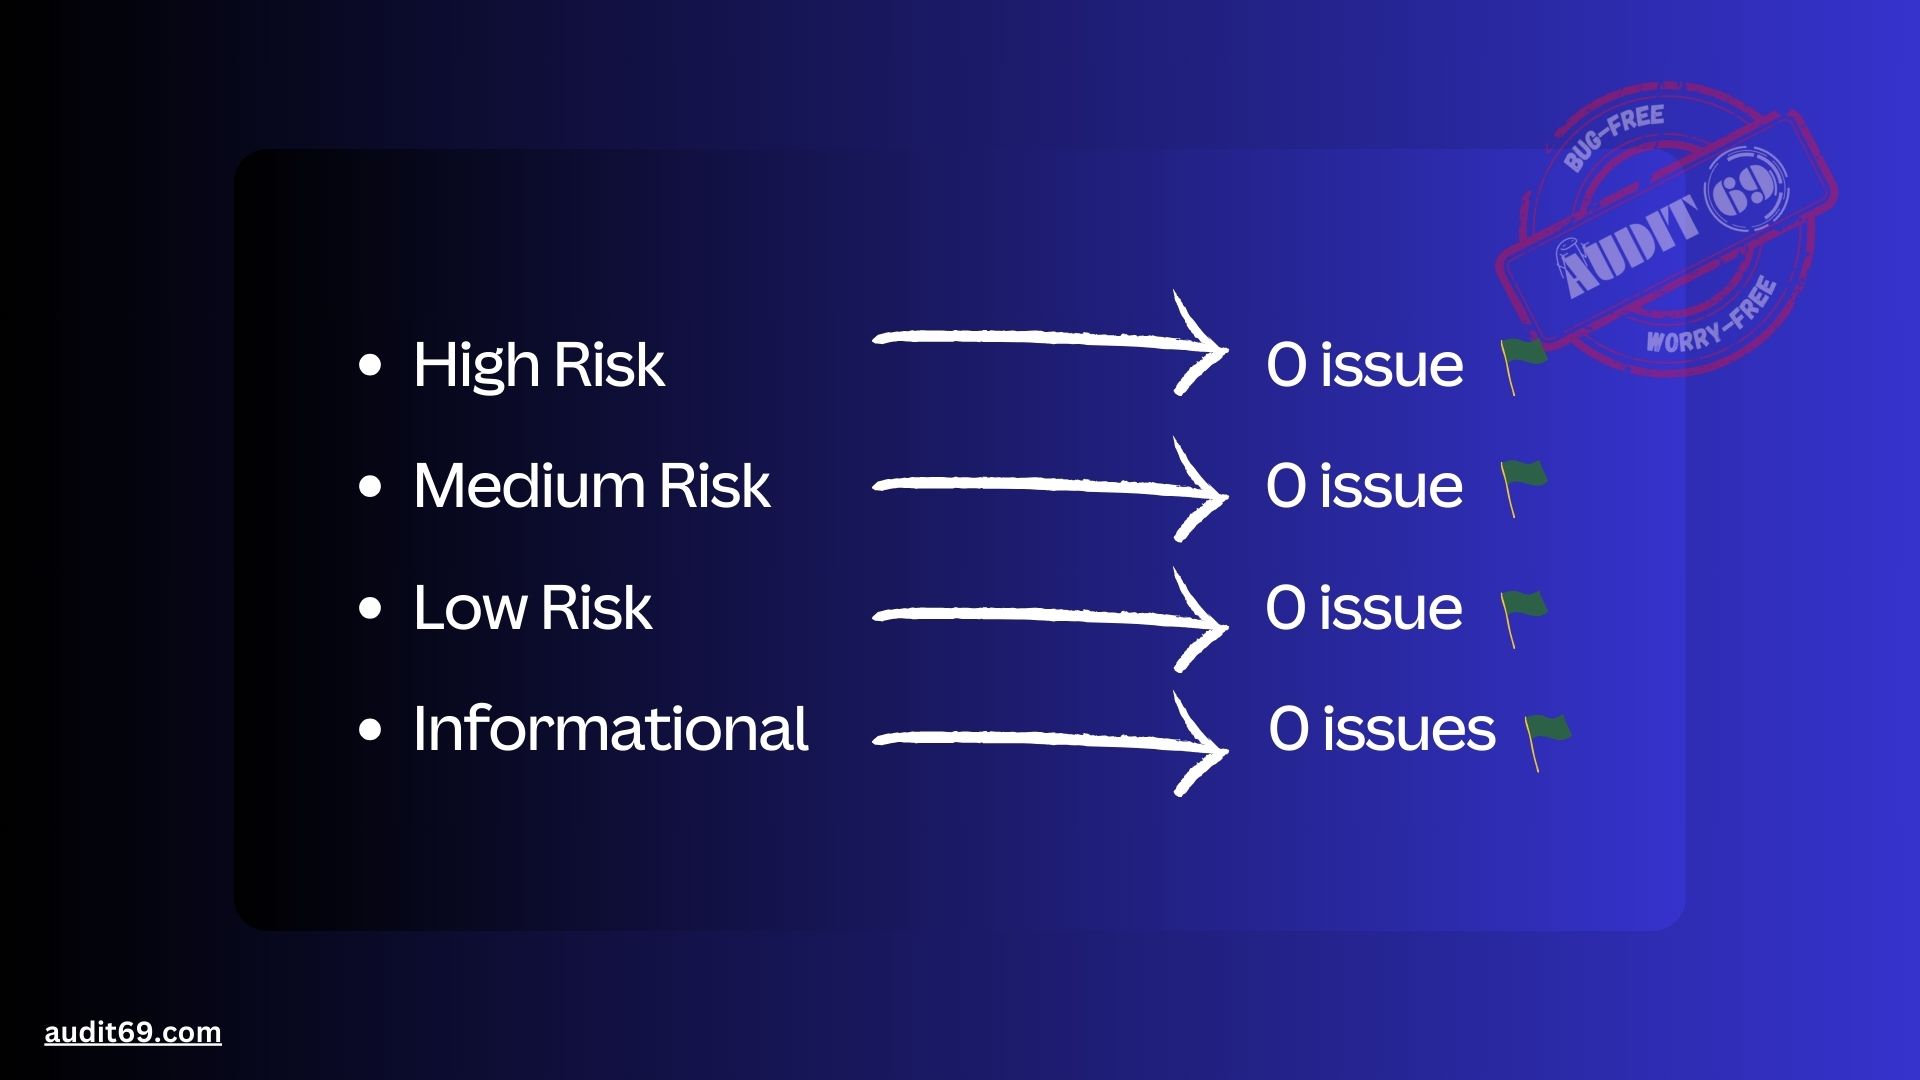 BUG-FREE
AUDIT 69
WORRY-FREE
• High Risk 0 issue
• Medium Risk 0 issue
• Low Risk 0 issue
• Informational 0 issues
audit69.com